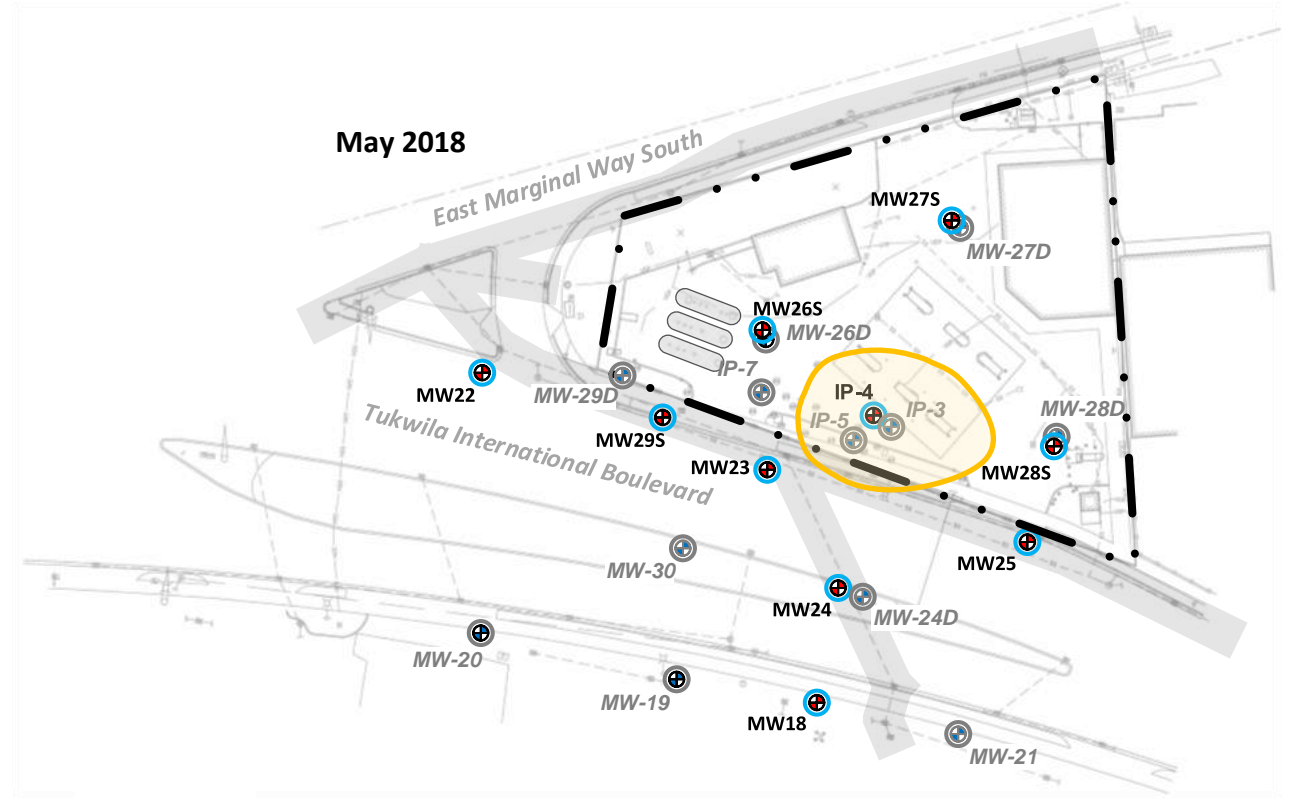 May 2018
East Marginal Way South
MW27S
MW-27D
MW26S
MW-26D
IP-7
MW22
MW-29D
MW29S
IP-4
IP-3
IP-5
MW-28D
MW28S
Tukwila International Boulevard
MW23
MW25
MW-30
MW24
MW-24D
MW-20
MW-19
MW18
MW-21